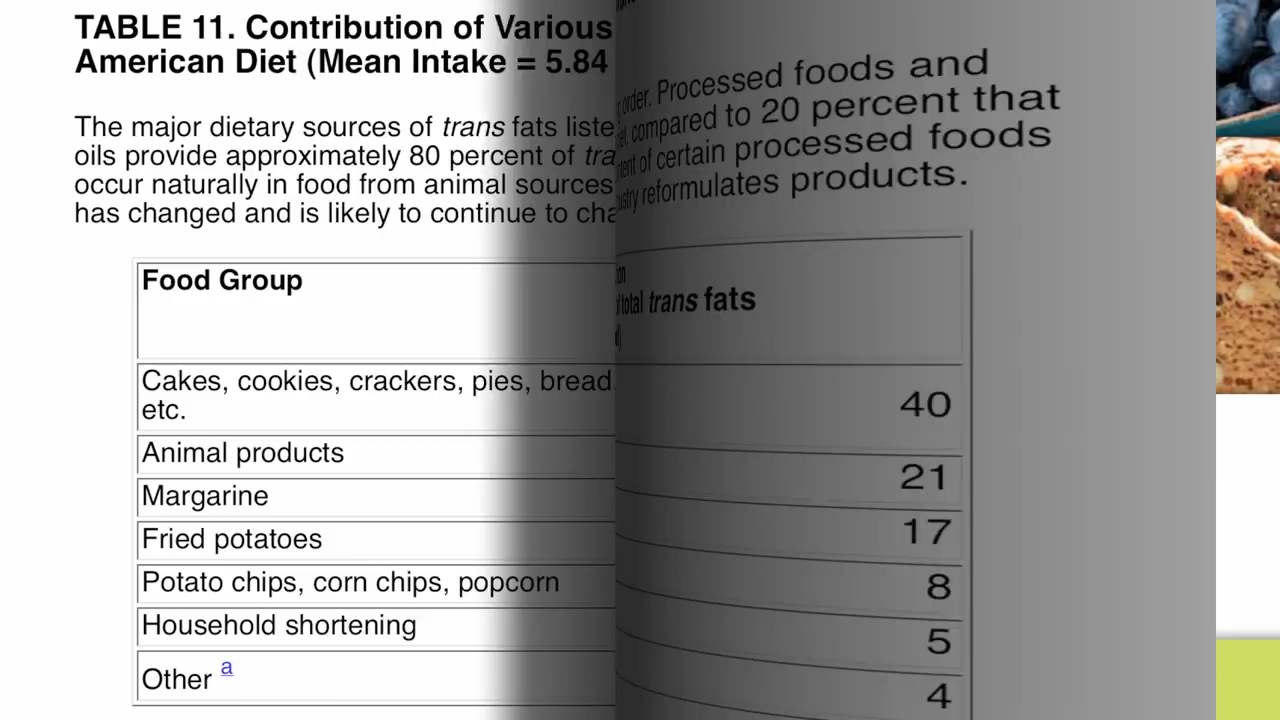 TABLE 11. Contribution of Various
American Diet (Mean Intake = 5.84
The major dietary sources of trans fats order. Processed foods and
oils provide approximately 80 percent of compared to 20 percent that
occur naturally in food from animal sources of certain processed foods
has changed and is likely to continue to reformulates products.
Food Group
total trans fats
Cakes, cookies, crackers, pies, bread
etc.
40
Animal products 21
Margarine 17
Fried potatoes 8
Potato chips, corn chips, popcorn 5
Household shortening 4
Other a